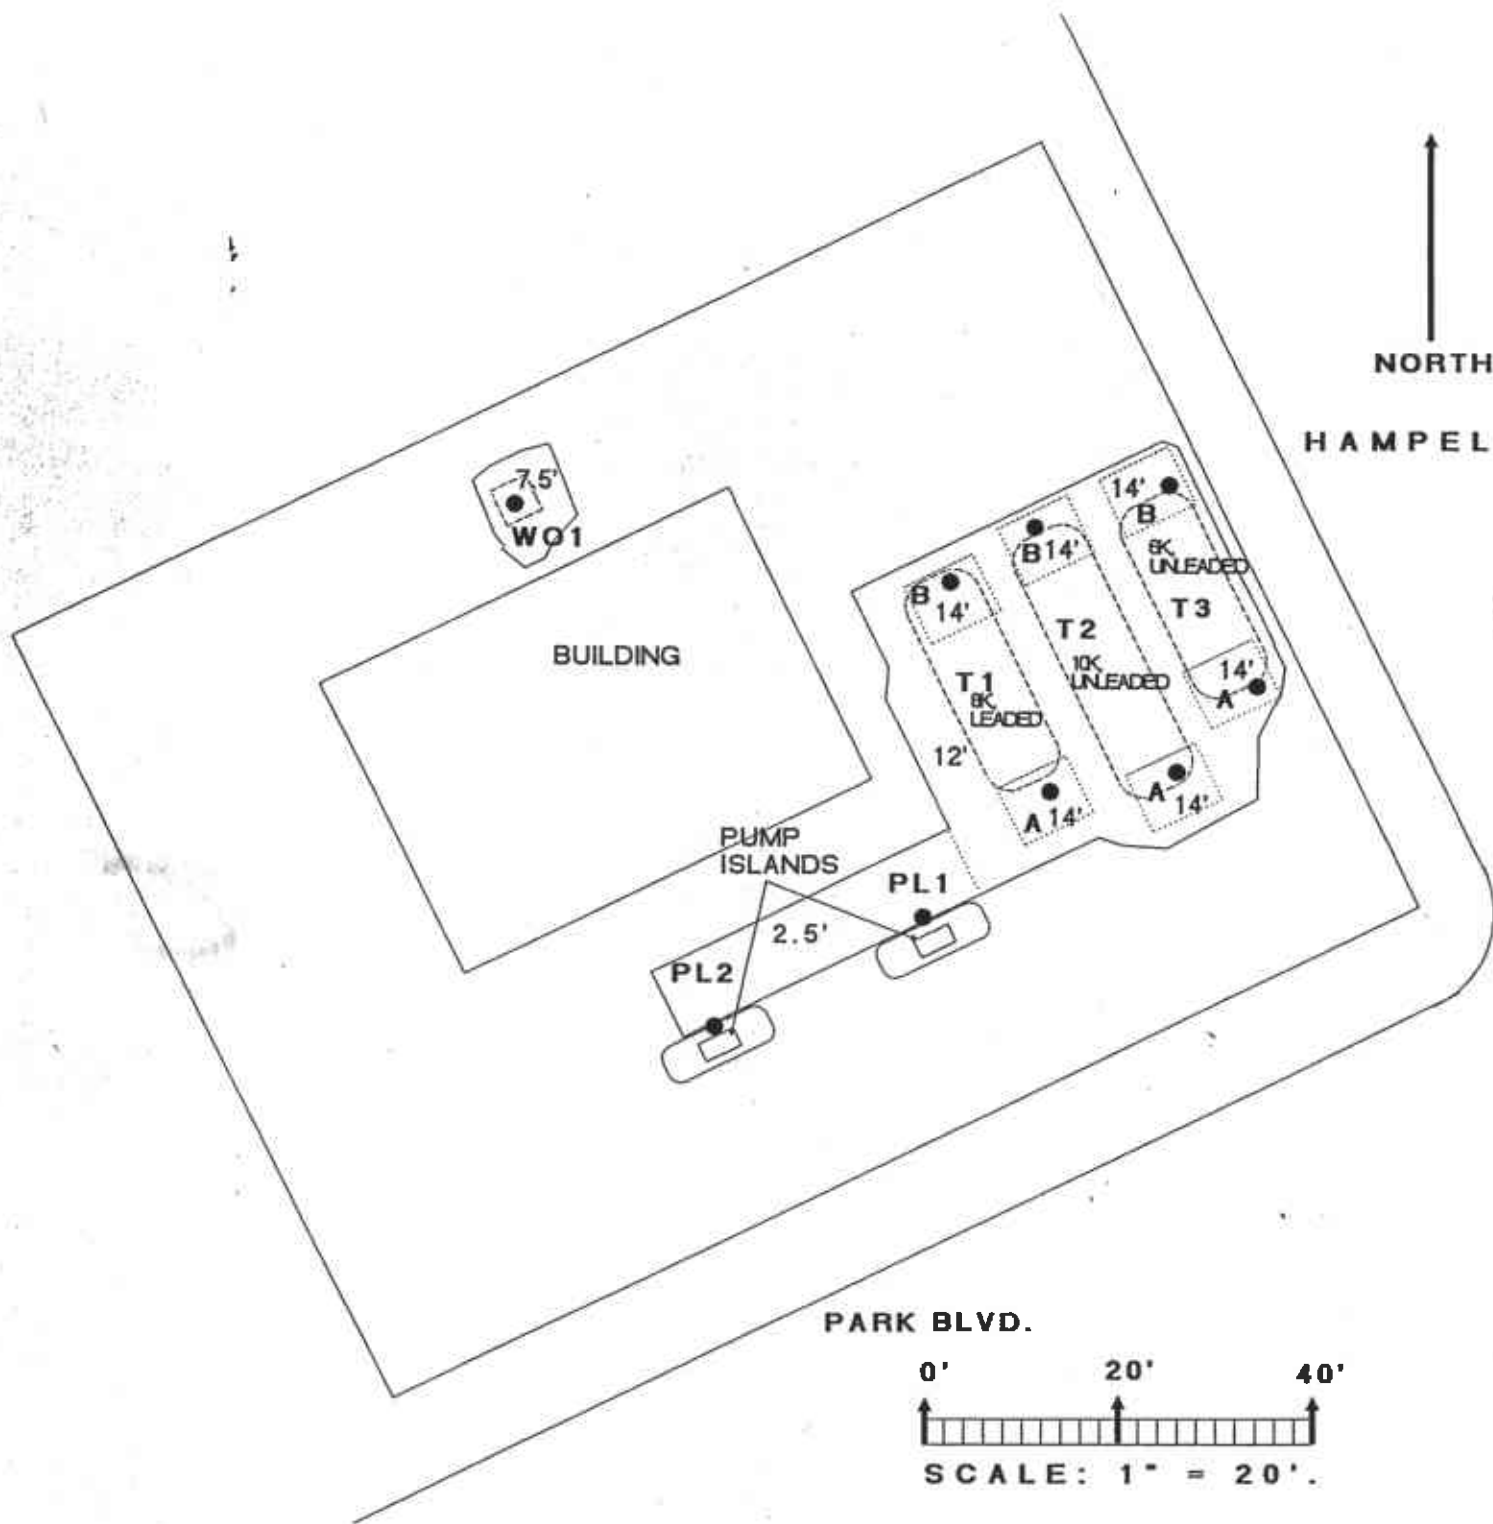 NORTH
HAMPEL
7.5'
WO1
14'
B
6K,
UNLEADED
T3
14'
A
B 14'
T2
10K,
UNLEADED
A 14'
B
14'
T1
8K,
LEADED
12'
A 14'
BUILDING
PUMP
ISLANDS
PL1
2.5'
PL2
PARK BLVD.
0' 20' 40'
SCALE: 1" = 20'.